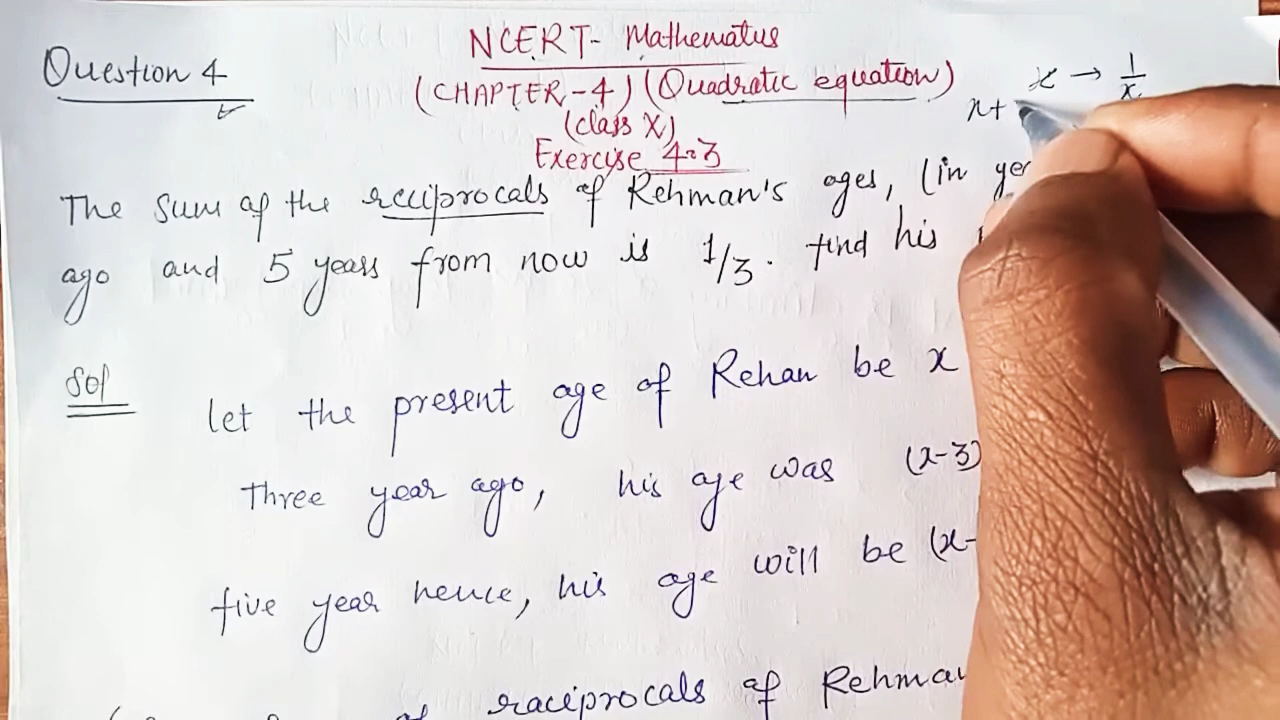 Question 4
NCERT- Mathematics
(CHAPTER-4) (Quadratic equation)
(class X)
Exercise 4.3
x → 1/x
x+
The sum of the reciprocals of Rehman's ages, (in
ago and 5 years from now is 1/3. find his
Sol
let the present age of Rehan be x
Three year ago, his age was (x-3)
five year hence, his age will be (x-
raciprocals of